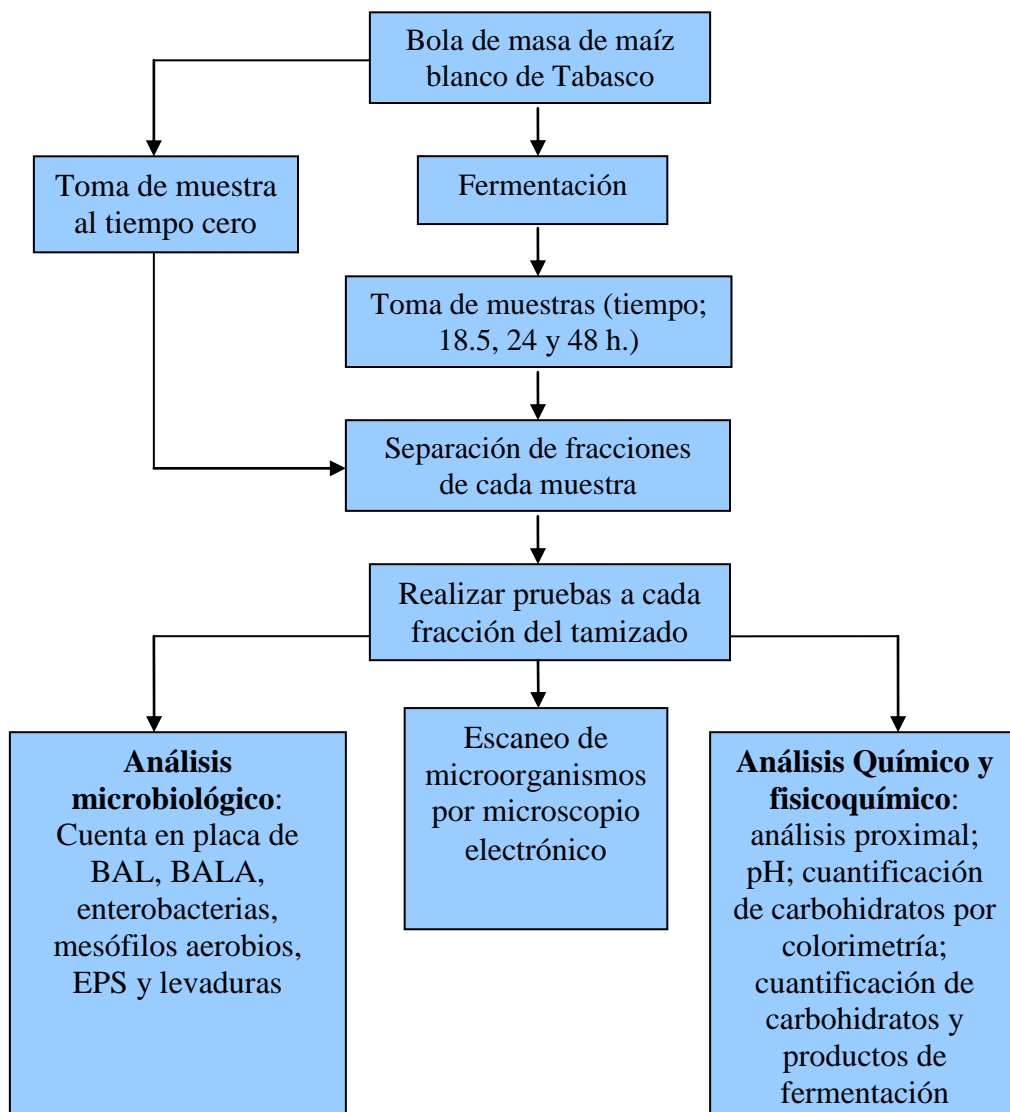 Bola de masa de maíz
blanco de Tabasco
Toma de muestra
al tiempo cero
Fermentación
Toma de muestras (tiempo;
18.5, 24 y 48 h.)
Separación de fracciones
de cada muestra
Realizar pruebas a cada
fracción del tamizado
Análisis
microbiológico:
Cuenta en placa de
BAL, BALA,
enterobacterias,
mesófilos aerobios,
EPS y levaduras
Escaneo de
microorganismos
por microscopio
electrónico
Análisis Químico y
fisicoquímico:
análisis proximal;
pH; cuantificación
de carbohidratos por
colorimetría;
cuantificación de
carbohidratos y
productos de
fermentación